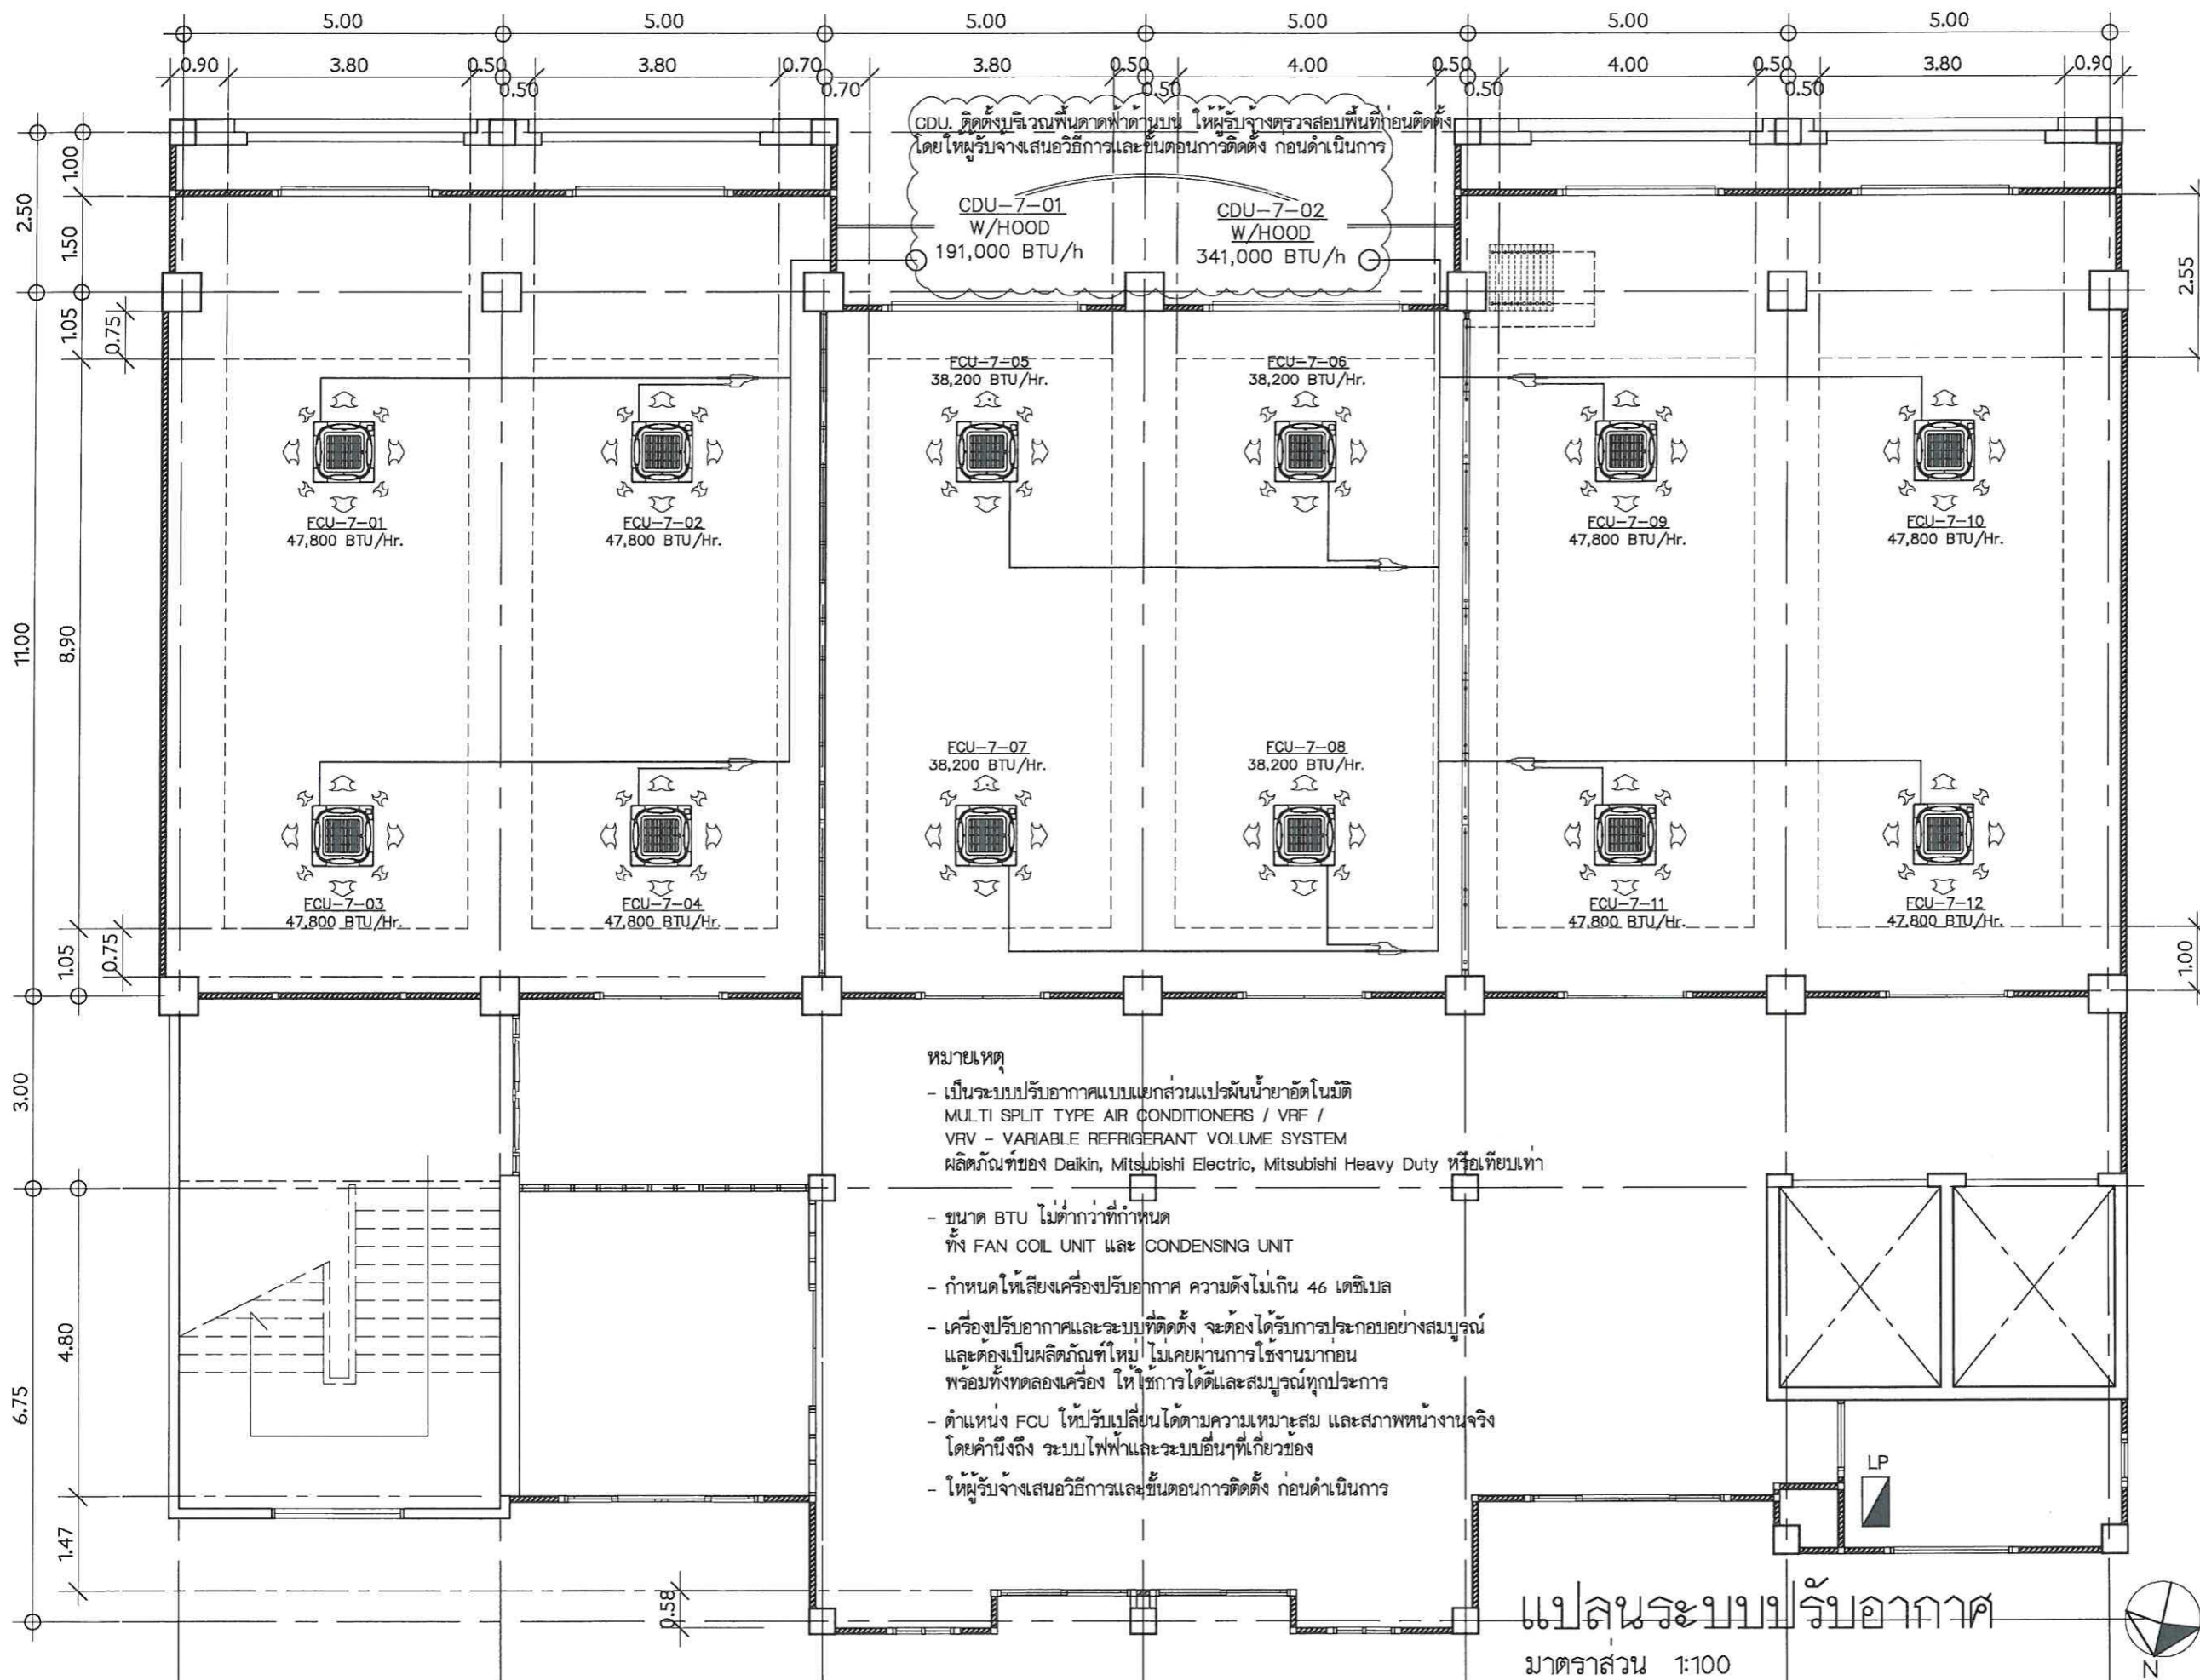 5.00 5.00 5.00 5.00 5.00 5.00
0.90 3.80 0.50 3.80 0.70 3.80 0.50 4.00 0.50 4.00 0.50 3.80 0.90
0.50 0.70 0.50 0.50 0.50
CDU. ติดตั้งบริเวณพื้นดาดฟ้าด้านบน ให้ผู้รับจ้างตรวจสอบพื้นที่ก่อนติดตั้ง
โดยให้ผู้รับจ้างเสนอวิธีการและขั้นตอนการติดตั้ง ก่อนดำเนินการ
CDU-7-01
W/HOOD
191,000 BTU/h
CDU-7-02
W/HOOD
341,000 BTU/h
2.50
1.00
1.50
1.05
0.75
2.55
FCU-7-05
38,200 BTU/Hr.
FCU-7-06
38,200 BTU/Hr.
FCU-7-01
47,800 BTU/Hr.
FCU-7-02
47,800 BTU/Hr.
FCU-7-09
47,800 BTU/Hr.
FCU-7-10
47,800 BTU/Hr.
11.00
8.90
FCU-7-07
38,200 BTU/Hr.
FCU-7-08
38,200 BTU/Hr.
FCU-7-03
47,800 BTU/Hr.
FCU-7-04
47,800 BTU/Hr.
FCU-7-11
47,800 BTU/Hr.
FCU-7-12
47,800 BTU/Hr.
1.05
0.75
1.00
3.00
หมายเหตุ
- เป็นระบบปรับอากาศแบบแยกส่วนแปรผันน้ำยาอัตโนมัติ
MULTI SPLIT TYPE AIR CONDITIONERS / VRF /
VRV - VARIABLE REFRIGERANT VOLUME SYSTEM
ผลิตภัณฑ์ของ Daikin, Mitsubishi Electric, Mitsubishi Heavy Duty หรือเทียบเท่า
- ขนาด BTU ไม่ต่ำกว่าที่กำหนด
ทั้ง FAN COIL UNIT และ CONDENSING UNIT
- กำหนดให้เสียงเครื่องปรับอากาศ ความดังไม่เกิน 46 เดซิเบล
- เครื่องปรับอากาศและระบบที่ติดตั้ง จะต้องได้รับการประกอบอย่างสมบูรณ์
และต้องเป็นผลิตภัณฑ์ใหม่ ไม่เคยผ่านการใช้งานมาก่อน
พร้อมทั้งทดลองเครื่อง ให้ใช้การได้ดีและสมบูรณ์ทุกประการ
- ตำแหน่ง FCU ให้ปรับเปลี่ยนได้ตามความเหมาะสม และสภาพหน้างานจริง
โดยคำนึงถึง ระบบไฟฟ้าและระบบอื่นๆที่เกี่ยวข้อง
- ให้ผู้รับจ้างเสนอวิธีการและขั้นตอนการติดตั้ง ก่อนดำเนินการ
4.80
6.75
1.47
0.58
LP
แปลนระบบปรับอากาศ
มาตราส่วน 1:100
N